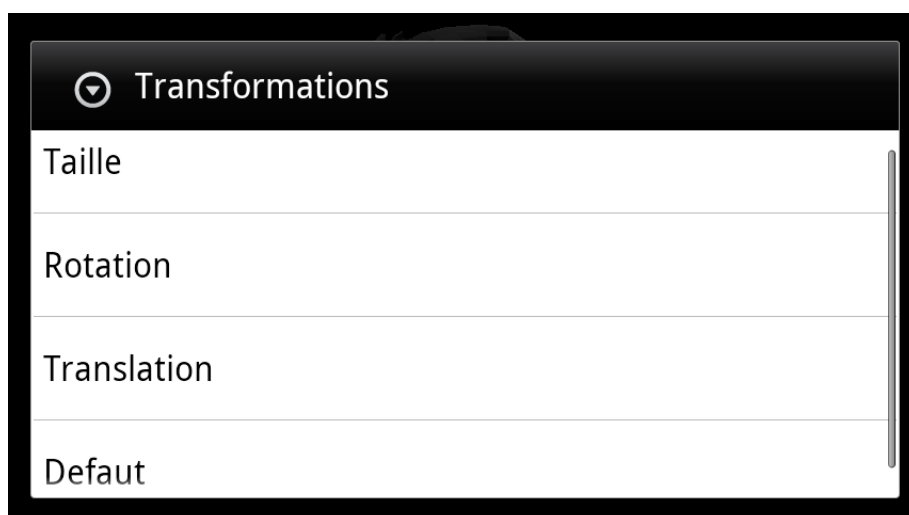 Transformations
Taille
Rotation
Translation
Defaut